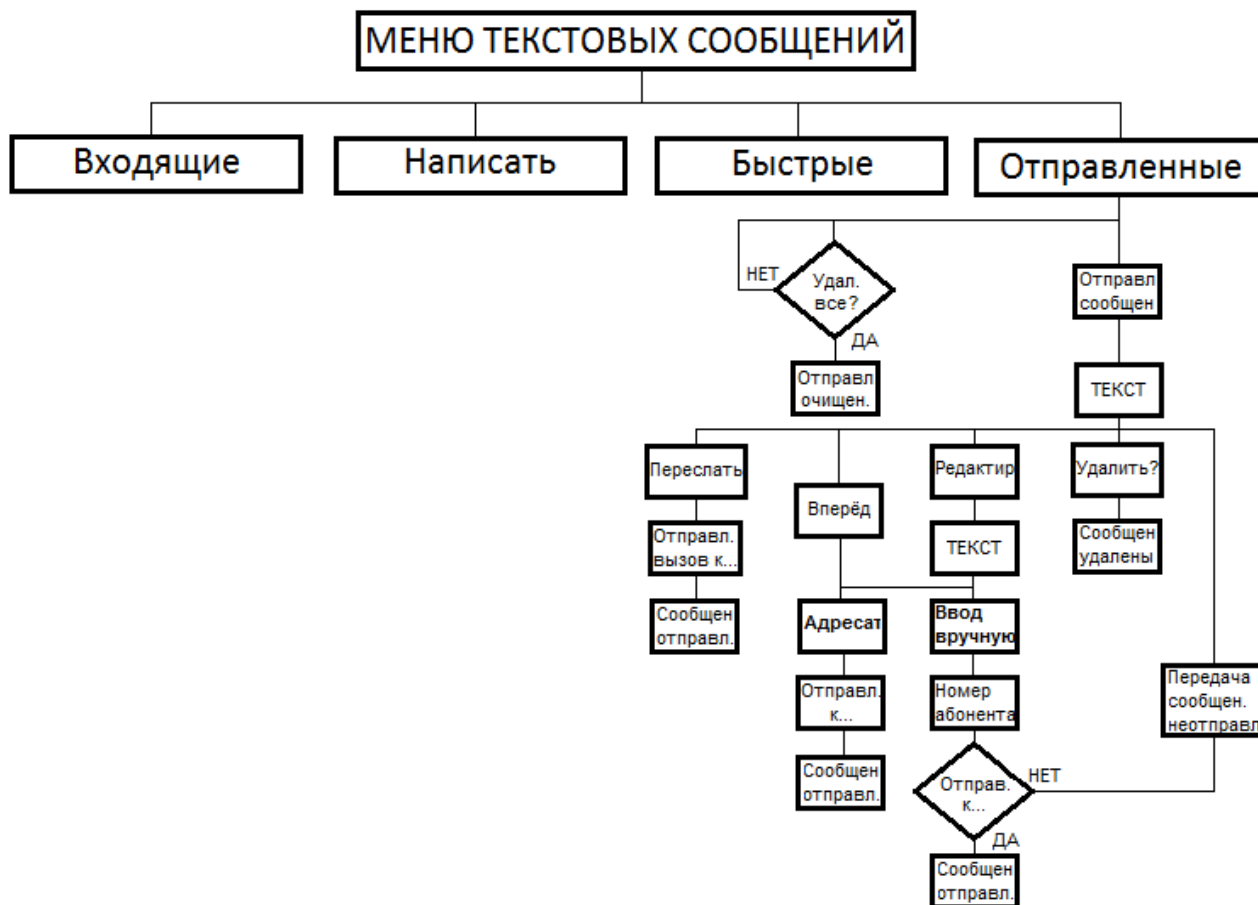 МЕНЮ ТЕКСТОВЫХ СООБЩЕНИЙ
Входящие
Написать
Быстрые
Отправленные
НЕТ
Удал.
все?
ДА
Отправл
очищен.
Отправл
сообщен
ТЕКСТ
Переслать
Отправл.
вызов к...
Сообщен
отправл.
Вперёд
Редактир
ТЕКСТ
Удалить?
Сообщен
удалены
Адресат
Отправл.
к...
Сообщен
отправл.
Ввод
вручную
Номер
абонента
Отправ.
к...
НЕТ
ДА
Сообщен
отправл.
Передача
сообщен.
неотправл